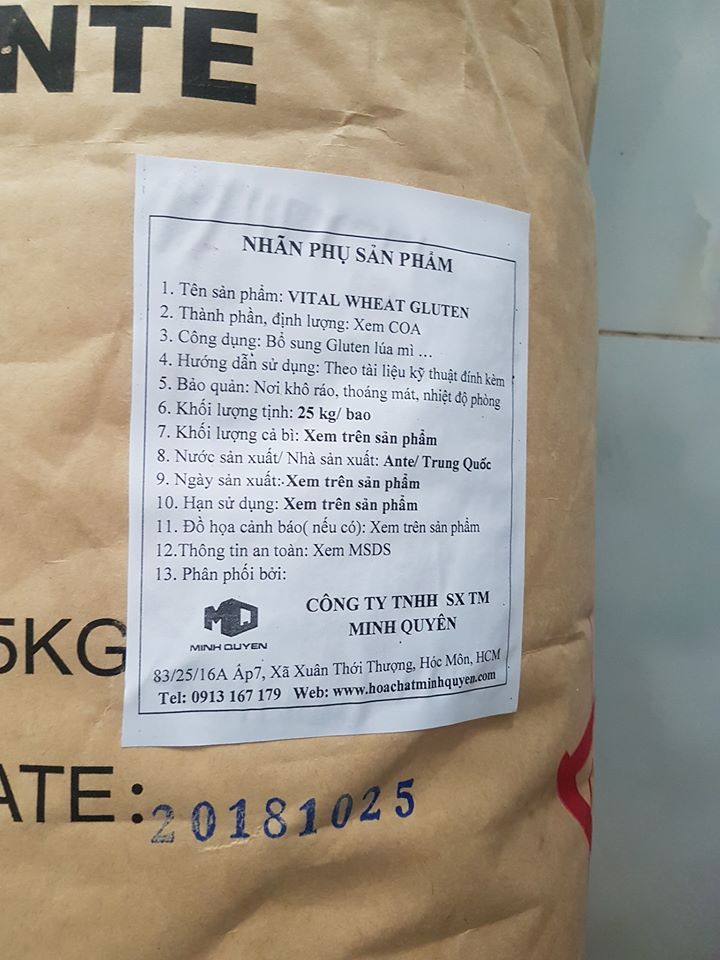 NTE
NHÃN PHỤ SẢN PHẨM
1. Tên sản phẩm: VITAL WHEAT GLUTEN
2. Thành phần, định lượng: Xem COA
3. Công dụng: Bổ sung Gluten lúa mì ...
4. Hướng dẫn sử dụng: Theo tài liệu kỹ thuật đính kèm
5. Bảo quản: Nơi khô ráo, thoáng mát, nhiệt độ phòng
6. Khối lượng tịnh: 25 kg/ bao
7. Khối lượng cả bì: Xem trên sản phẩm
8. Nước sản xuất/ Nhà sản xuất: Ante/ Trung Quốc
9. Ngày sản xuất: Xem trên sản phẩm
10. Hạn sử dụng: Xem trên sản phẩm
11. Đồ họa cảnh báo( nếu có): Xem trên sản phẩm
12.Thông tin an toàn: Xem MSDS
13. Phân phối bởi:
MQ
MINH QUYEN
CÔNG TY TNHH SX TM
MINH QUYÊN
83/25/16A Ấp7, Xã Xuân Thới Thượng, Hóc Môn, HCM
Tel: 0913 167 179 Web: www.hoachatminhquyen.com
5KG
ATE: 20181025